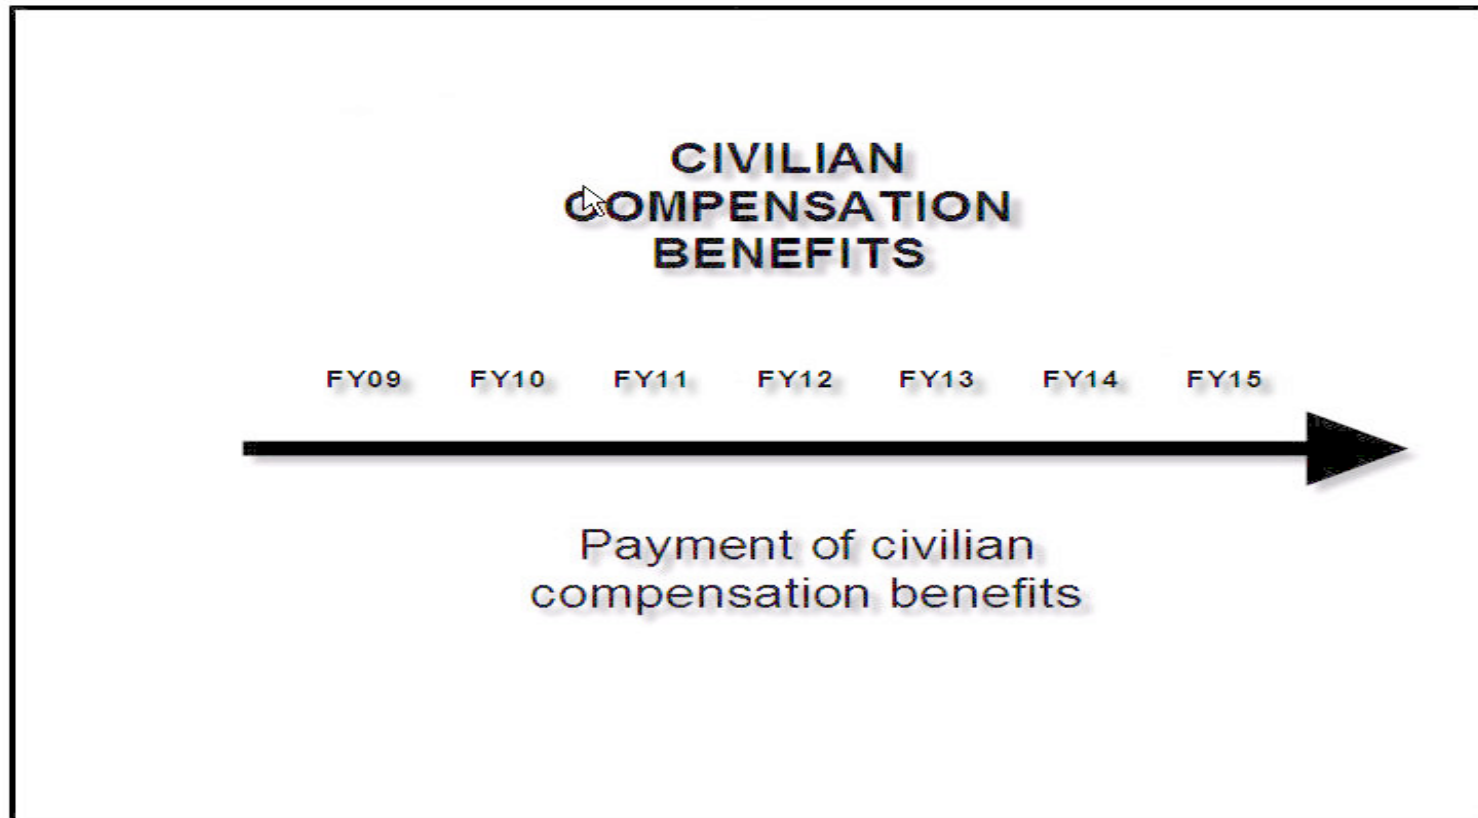 CIVILIAN
COMPENSATION
BENEFITS
FY09 FY10 FY11 FY12 FY13 FY14 FY15
Payment of civilian
compensation benefits